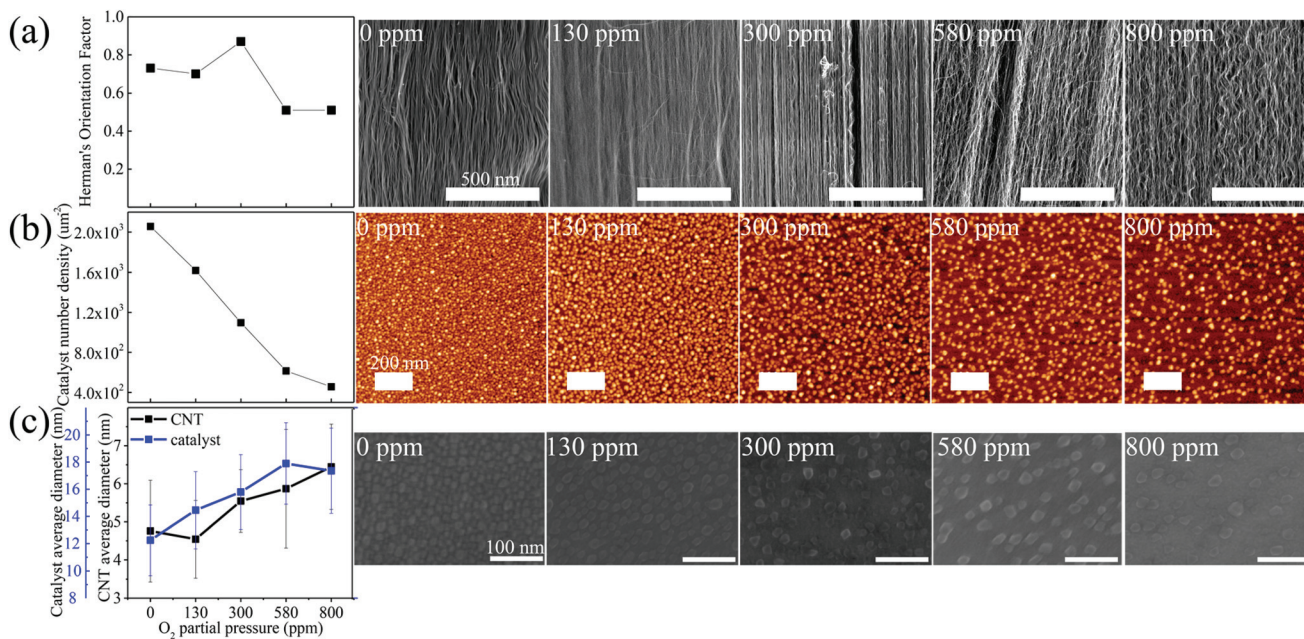 (a)
Herman's Orientation Factor
1.0
0.8
0.6
0.4
0.2
0 ppm
130 ppm
300 ppm
580 ppm
800 ppm
500 nm
(b)
Catalyst number density (um⁻²)
2.0x10³
1.6x10³
1.2x10³
8.0x10²
4.0x10²
0 ppm
130 ppm
300 ppm
580 ppm
800 ppm
200 nm
(c)
Catalyst average diameter (nm)
20
18
16
14
12
10
8
CNT average diameter (nm)
7
6
5
4
3
CNT
catalyst
0
130
300
580
800
O₂ partial pressure (ppm)
0 ppm
130 ppm
300 ppm
580 ppm
800 ppm
100 nm